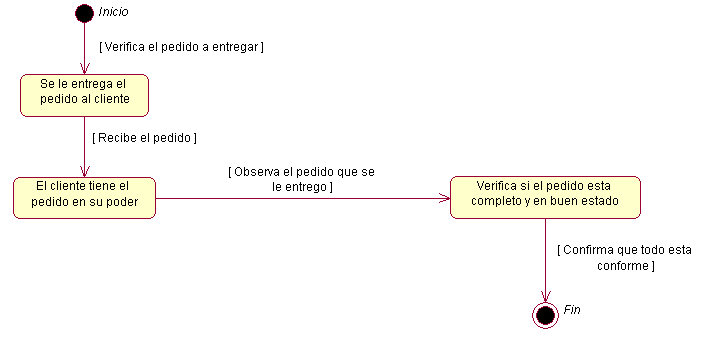 Inicio
[ Verifica el pedido a entregar ]
Se le entrega el
pedido al cliente
[ Recibe el pedido ]
El cliente tiene el
pedido en su poder
[ Observa el pedido que se
le entrego ]
Verifica si el pedido esta
completo y en buen estado
[ Confirma que todo esta
conforme ]
Fin